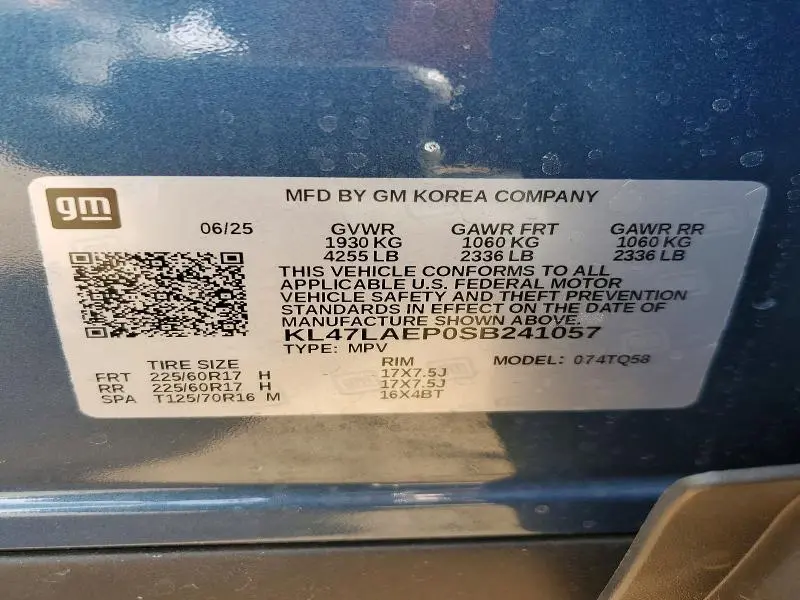 gm
MFD BY GM KOREA COMPANY
06/25 GVWR GAWR FRT GAWR RR
1930 KG 1060 KG 1060 KG
4255 LB 2336 LB 2336 LB
THIS VEHICLE CONFORMS TO ALL
APPLICABLE U.S. FEDERAL MOTOR
VEHICLE SAFETY AND THEFT PREVENTION
STANDARDS IN EFFECT ON THE DATE OF
MANUFACTURE SHOWN ABOVE.
KL47LAEP0SB241057
TYPE: MPV
TIRE SIZE RIM MODEL: 074TQ58
FRT 225/60R17 H 17X7.5J
RR 225/60R17 H 17X7.5J
SPA T125/70R16 M 16X4BT